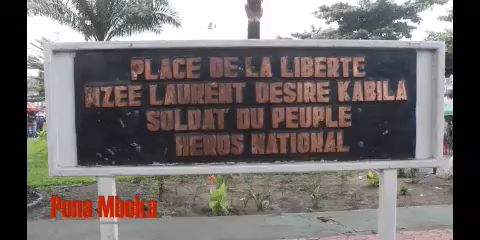 PLACE DE LA LIBERTE
MZEE LAURENT DESIRE KABILA
SOLDAT DU PEUPLE
HEROS NATIONAL
Pona Mboka